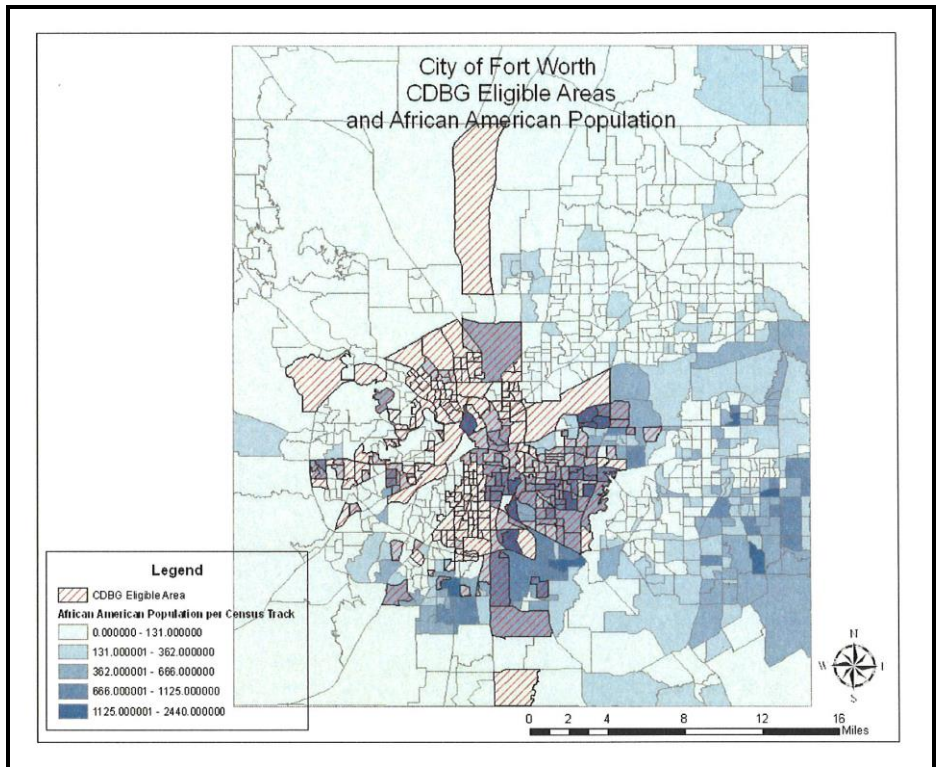 City of Fort Worth
CDBG Eligible Areas
and African American Population
Legend
CDBG Eligible Area
African American Population per Census Track
0.000000 - 131.000000
131.000001 - 362.000000
362.000001 - 666.000000
666.000001 - 1125.000000
1125.000001 - 2440.000000
N
W
S
0 2 4 8 12 16
Miles